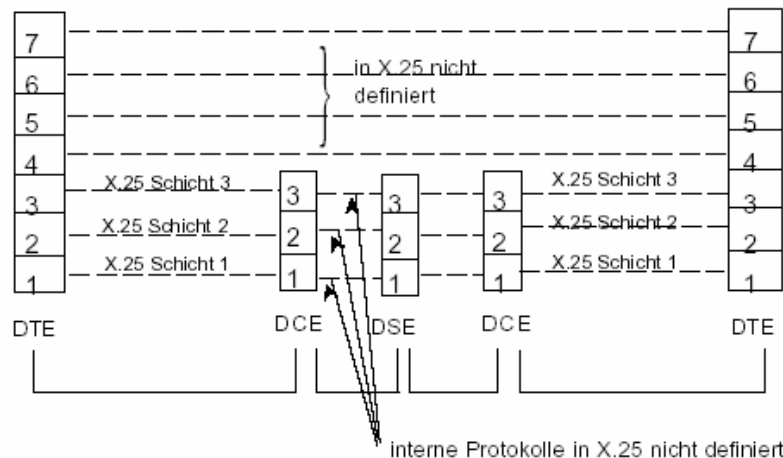 7 7
in X.25 nicht
6 6
definiert
5 5
4 4
X.25 Schicht 3 X.25 Schicht 3
3 3 3 3 3
X.25 Schicht 2 X.25 Schicht 2
2 2 2 2 2
X.25 Schicht 1 X.25 Schicht 1
1 1 1 1 1
DTE DCE DSE DCE DTE
interne Protokolle in X.25 nicht definiert